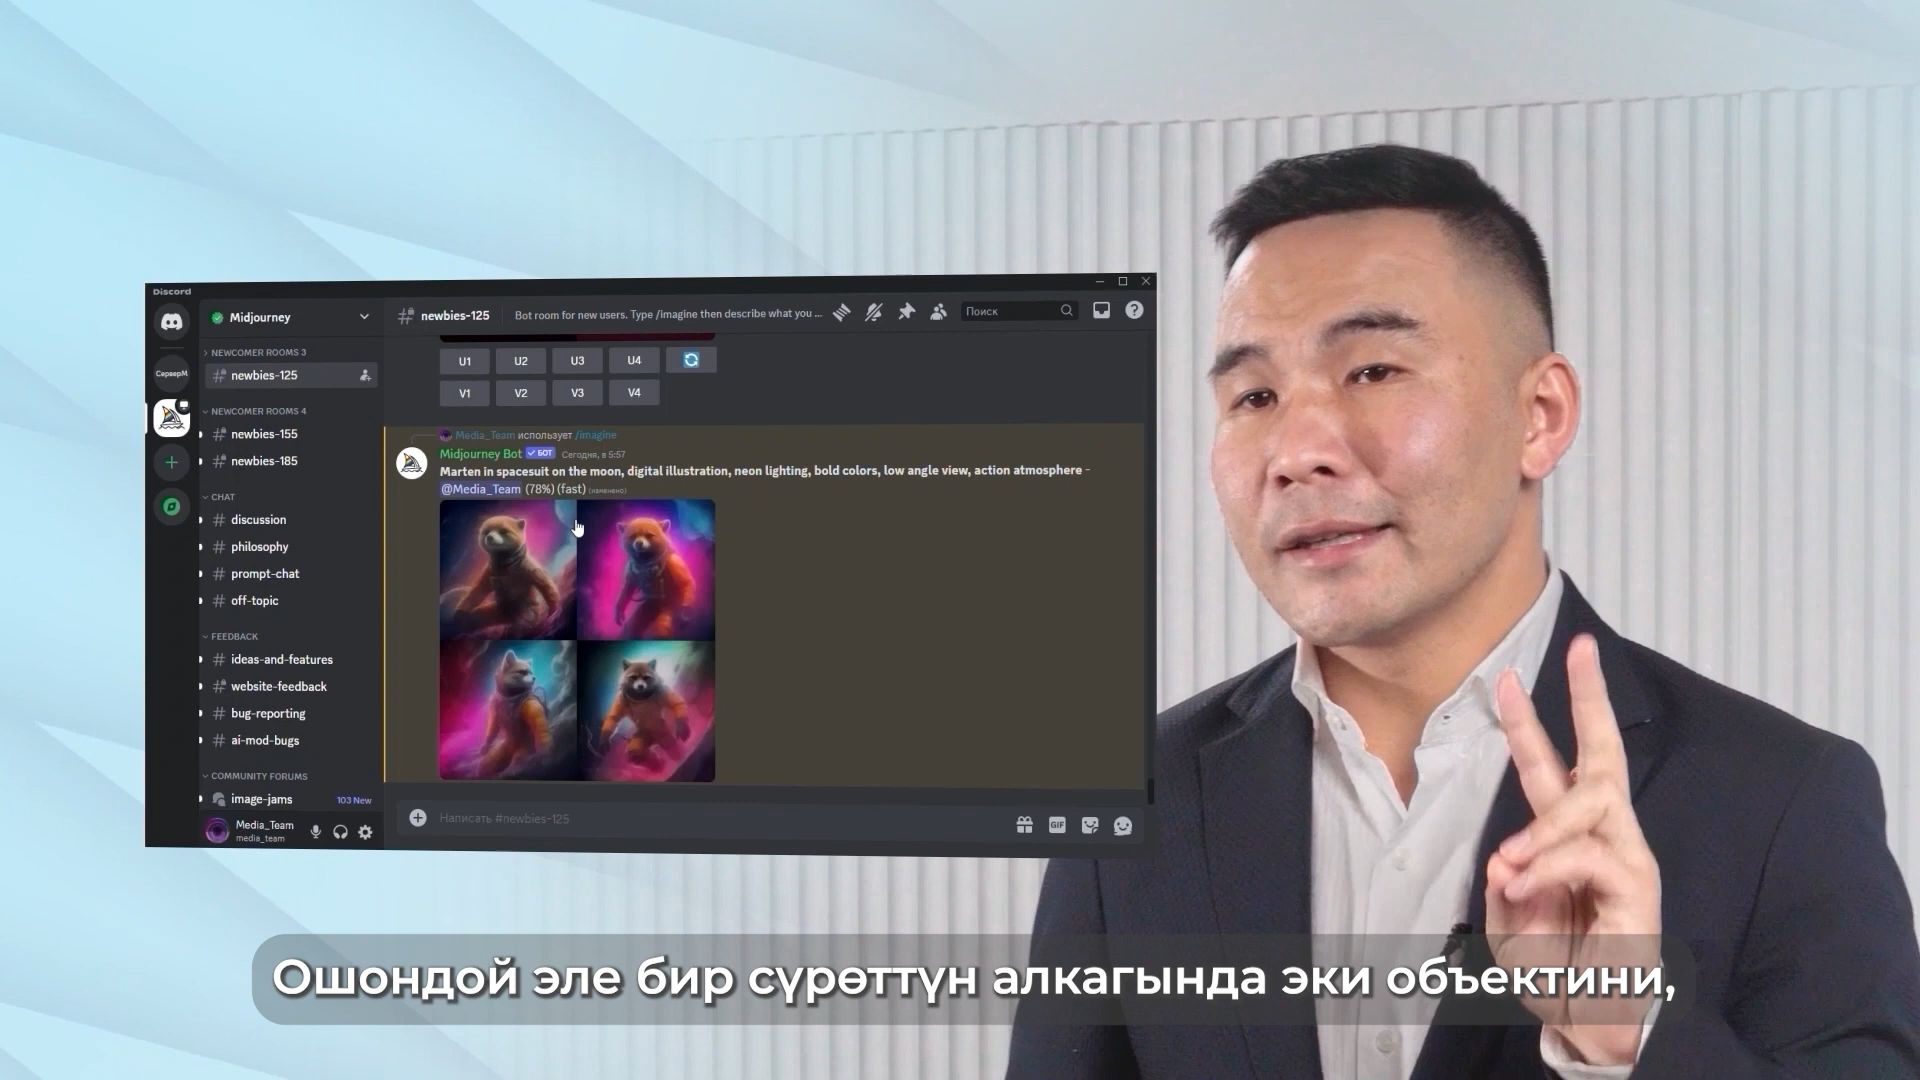 Discord
Midjourney
NEWCOMER ROOMS 3
newbies-125
NEWCOMER ROOMS 4
newbies-155
newbies-185
CHAT
discussion
philosophy
prompt-chat
off-topic
FEEDBACK
ideas-and-features
website-feedback
bug-reporting
ai-mod-bugs
COMMUNITY FORUMS
image-jams 103 New
Media_Team
media_team
СерверМ
newbies-125 Bot room for new users. Type /imagine then describe what you ... Поиск
U1 U2 U3 U4
V1 V2 V3 V4
Media_Team использует /imagine
Midjourney Bot БОТ Сегодня, в 5:57
Marten in spacesuit on the moon, digital illustration, neon lighting, bold colors, low angle view, action atmosphere -
@Media_Team (78%) (fast) (изменено)
Написать #newbies-125
GIF
Ошондой эле бир сүрөттүн алкагында эки объектини,